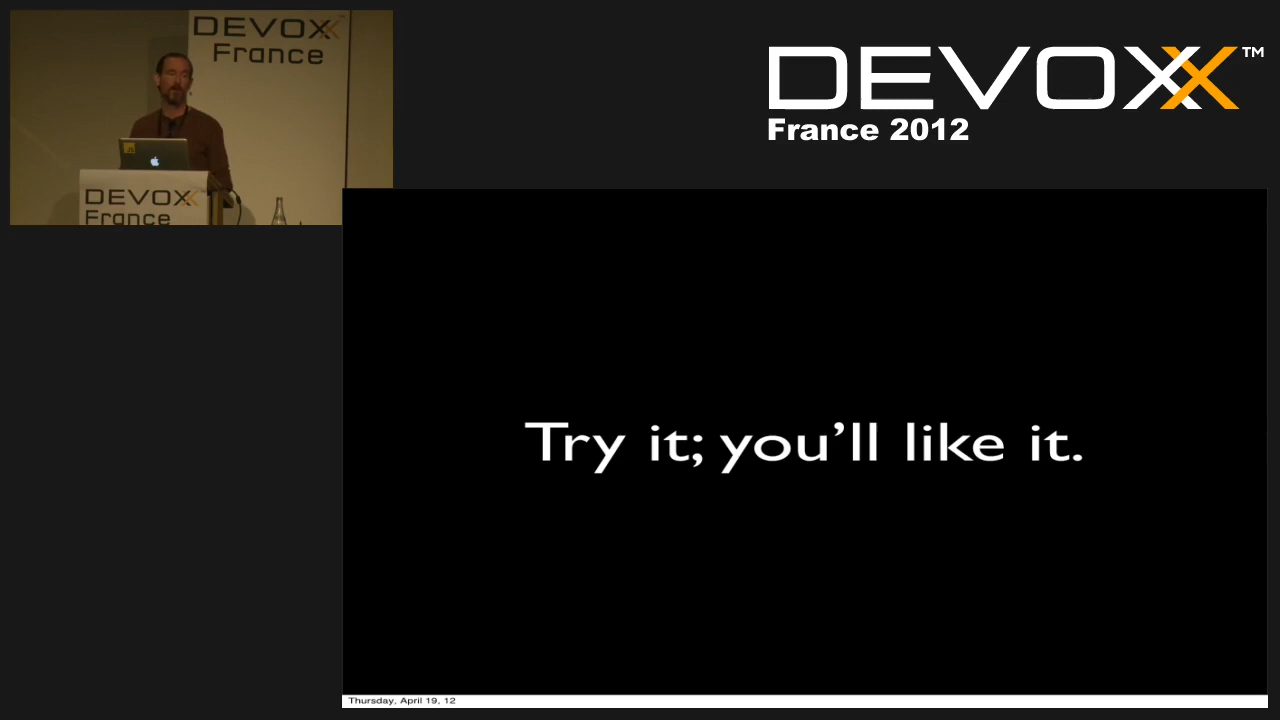 DEVOXX
France
DEVOXX
France
DEVOXX™
France 2012
Try it; you’ll like it.
Thursday, April 19, 12